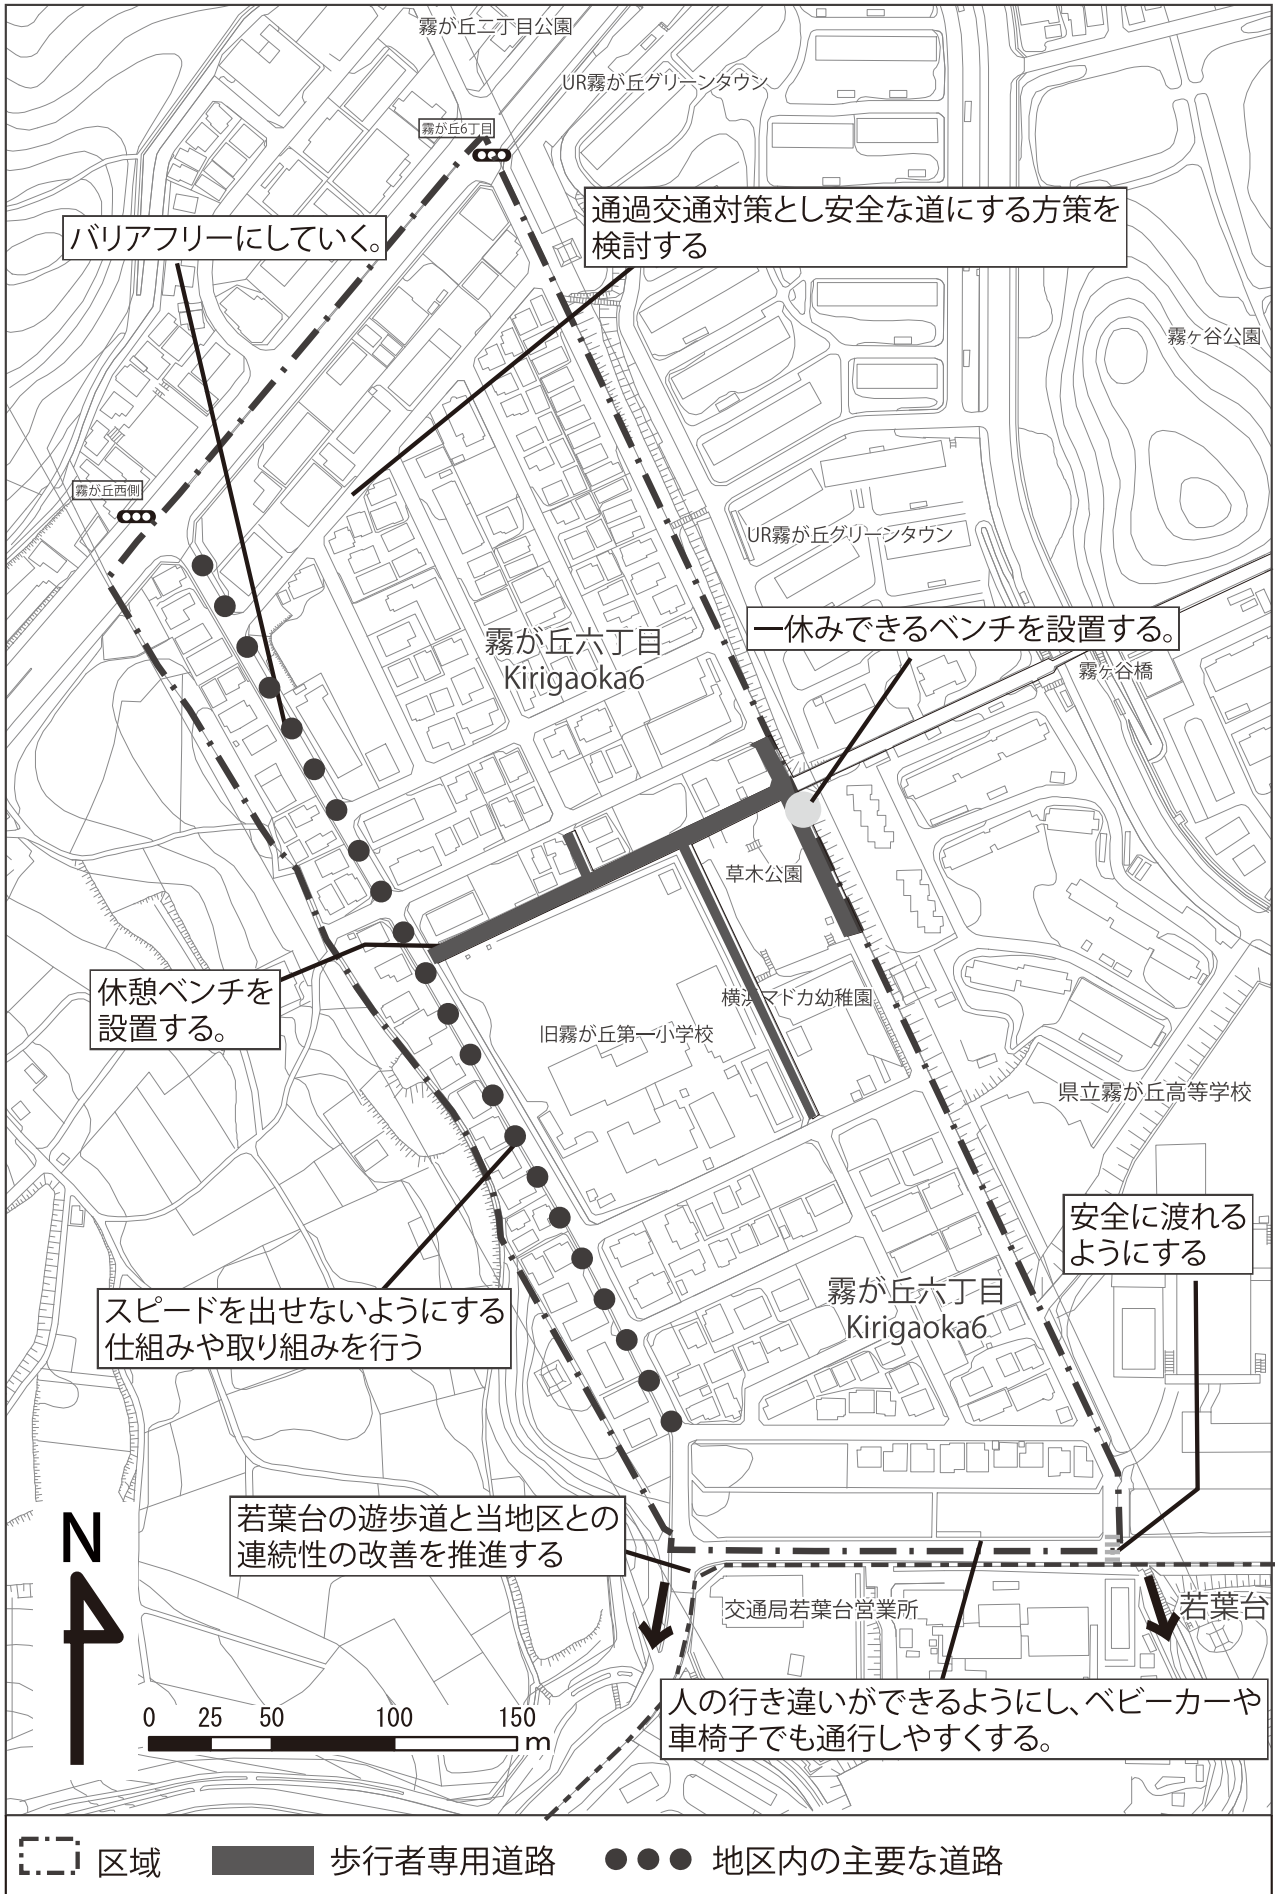 霧が丘二丁目公園
UR霧が丘グリーンタウン
霧が丘6丁目
通過交通対策とし安全な道にする方策を
検討する
バリアフリーにしていく。
霧ヶ谷公園
霧が丘西側
UR霧が丘グリーンタウン
一休みできるベンチを設置する。
霧が丘六丁目
Kirigaoka6
霧ヶ谷橋
草木公園
休憩ベンチを
設置する。
横浜マドカ幼稚園
旧霧が丘第一小学校
県立霧が丘高等学校
安全に渡れる
ようにする
霧が丘六丁目
Kirigaoka6
スピードを出せないようにする
仕組みや取り組みを行う
若葉台の遊歩道と当地区との
連続性の改善を推進する
N
交通局若葉台営業所
若葉台
人の行き違いができるようにし、ベビーカーや
車椅子でも通行しやすくする。
0 25 50 100 150
m
区域 歩行者専用道路 地区内の主要な道路